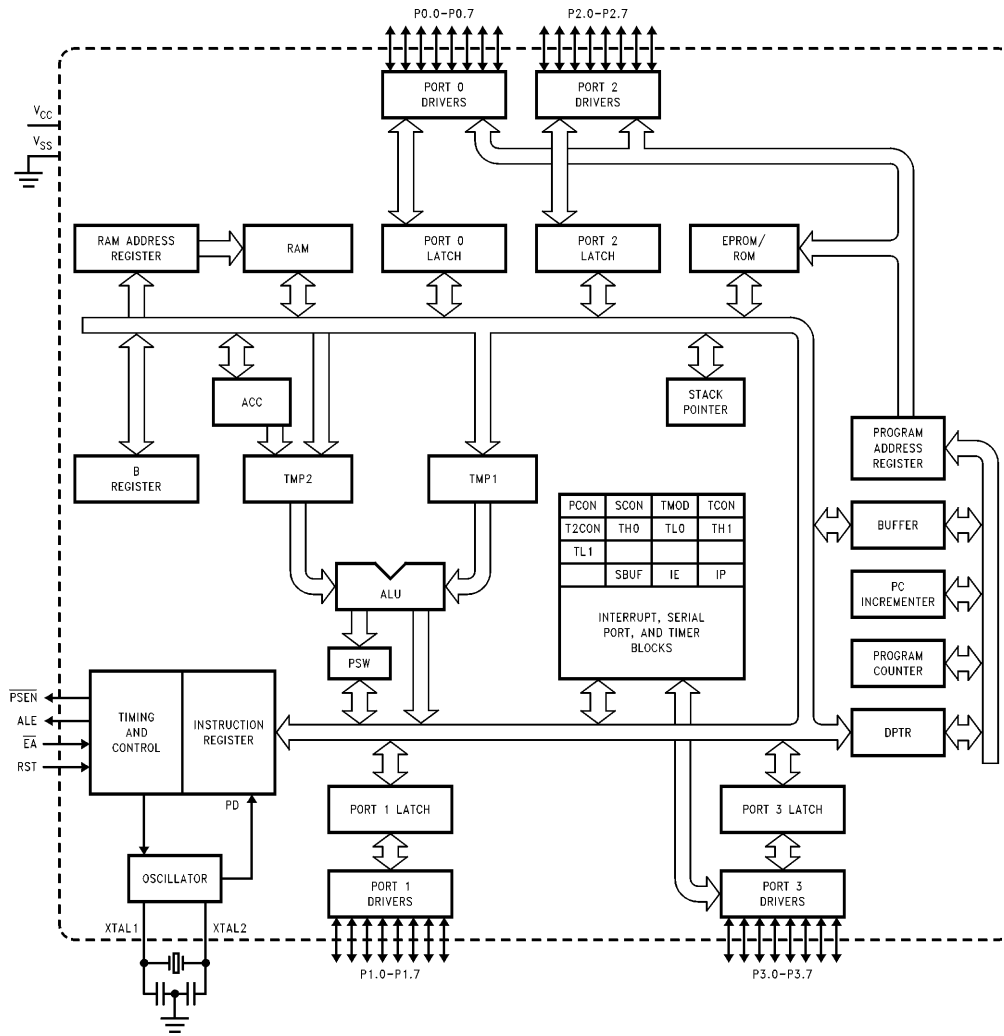 P0.0–P0.7
P2.0–P2.7
PORT 0
DRIVERS
PORT 2
DRIVERS
VCC
VSS
RAM ADDRESS
REGISTER
RAM
PORT 0
LATCH
PORT 2
LATCH
EPROM/
ROM
ACC
STACK
POINTER
PROGRAM
ADDRESS
REGISTER
B
REGISTER
TMP2
TMP1
PCON SCON TMOD TCON
T2CON TH0 TL0 TH1
TL1
SBUF IE IP
INTERRUPT, SERIAL
PORT, AND TIMER
BLOCKS
BUFFER
PC
INCREMENTER
PROGRAM
COUNTER
DPTR
ALU
PSW
PSEN
ALE
EA
RST
TIMING
AND
CONTROL
INSTRUCTION
REGISTER
PD
OSCILLATOR
XTAL1
XTAL2
PORT 1 LATCH
PORT 3 LATCH
PORT 1
DRIVERS
PORT 3
DRIVERS
P1.0–P1.7
P3.0–P3.7